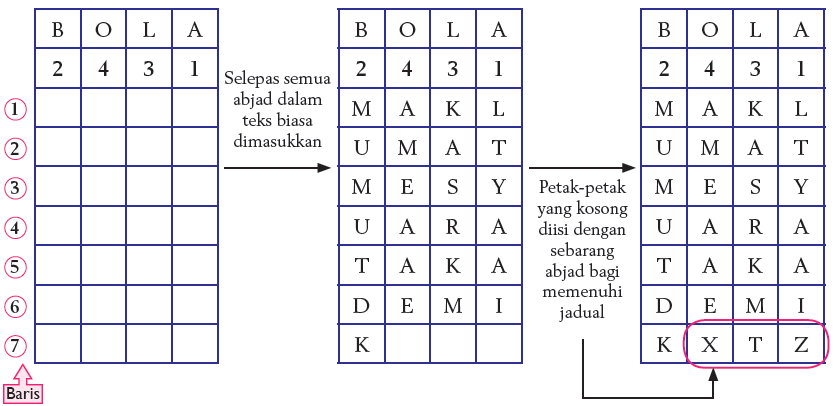 B O L A
2 4 3 1
1
2
3
4
5
6
7
Baris
Selepas semua
abjad dalam
teks biasa
dimasukkan
B O L A
2 4 3 1
M A K L
U M A T
M E S Y
U A R A
T A K A
D E M I
K
Petak-petak
yang kosong
diisi dengan
sebarang
abjad bagi
memenuhi
jadual
B O L A
2 4 3 1
M A K L
U M A T
M E S Y
U A R A
T A K A
D E M I
K X T Z